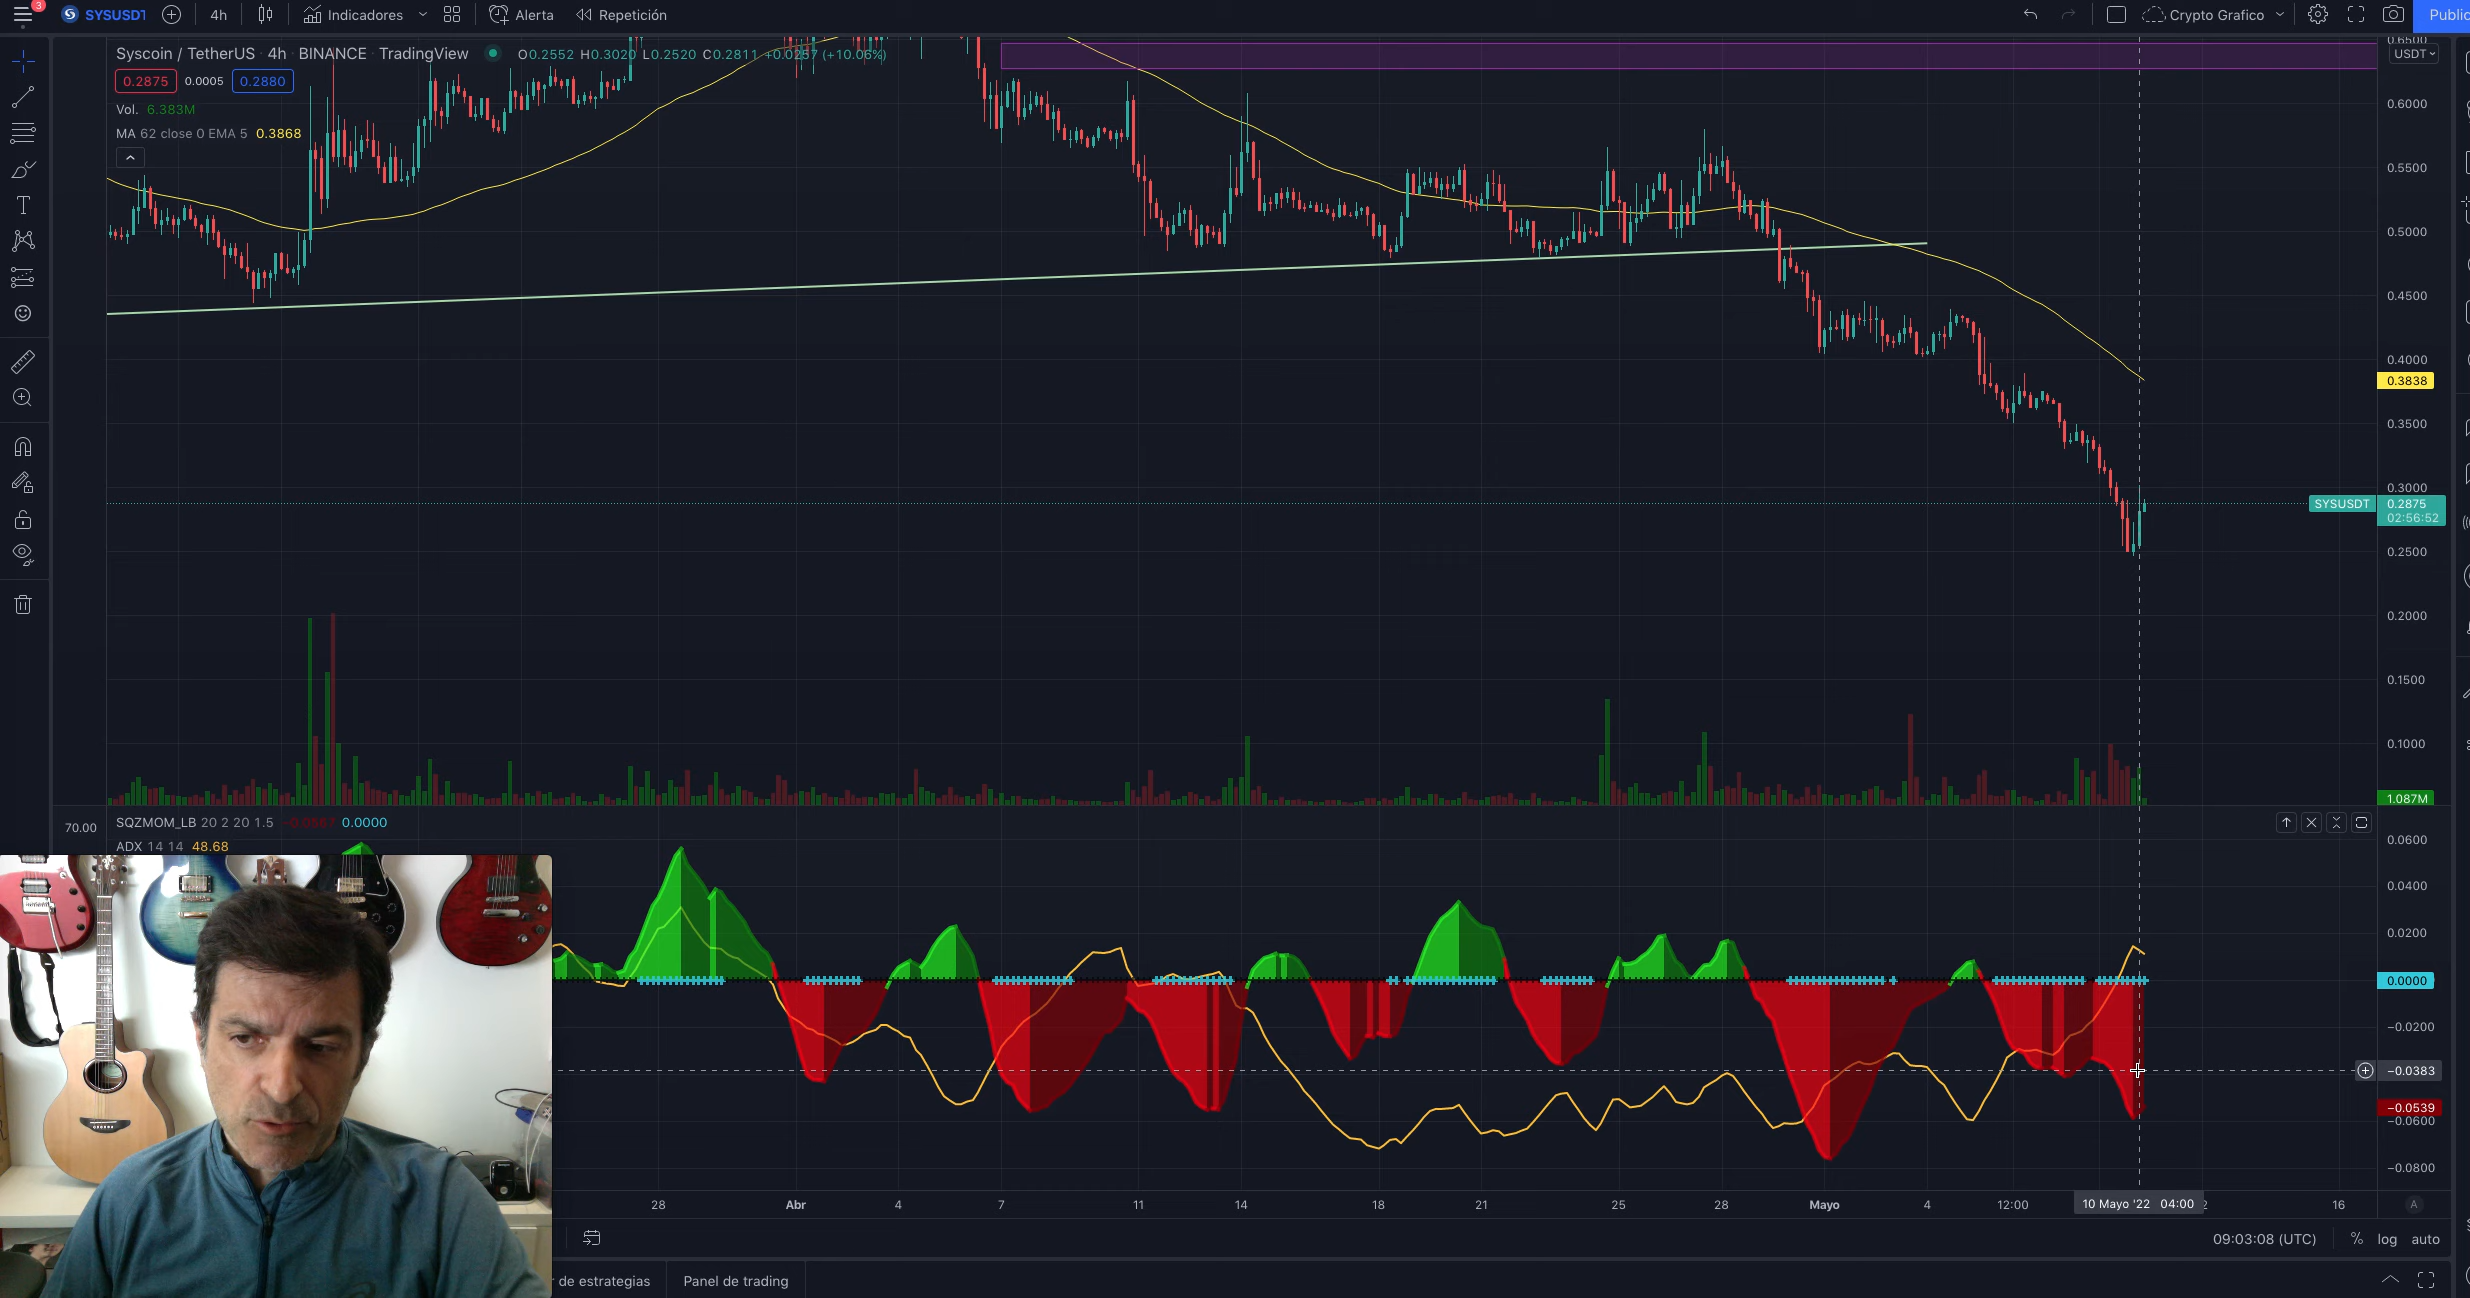 3 SYSUSDT 4h Indicadores Alerta Repetición Crypto Grafico
Syscoin / TetherUS · 4h · BINANCE · TradingView O0.2552 H0.3020 L0.2520 C0.2811 +0.0257 (+10.06%)
0.2875 0.0005 0.2880
Vol. 6.383M
MA 62 close 0 EMA 5 0.3868
0.6500
USDT
0.6000
0.5500
0.5000
0.4500
0.4000
0.3838
0.3500
0.3000
SYSUSDT 0.2875
02:56:52
0.2500
0.2000
0.1500
0.1000
1.087M
70.00
SQZMOM_LB 20 2 20 1.5 0.0000
ADX 14 14 48.68
0.0600
0.0400
0.0200
0.0000
−0.0200
−0.0383
−0.0539
−0.0600
−0.0800
28 Abr 4 7 11 14 18 21 25 28 Mayo 4 12:00 10 Mayo '22 04:00 16 A
09:03:08 (UTC) % log auto
de estrategias Panel de trading